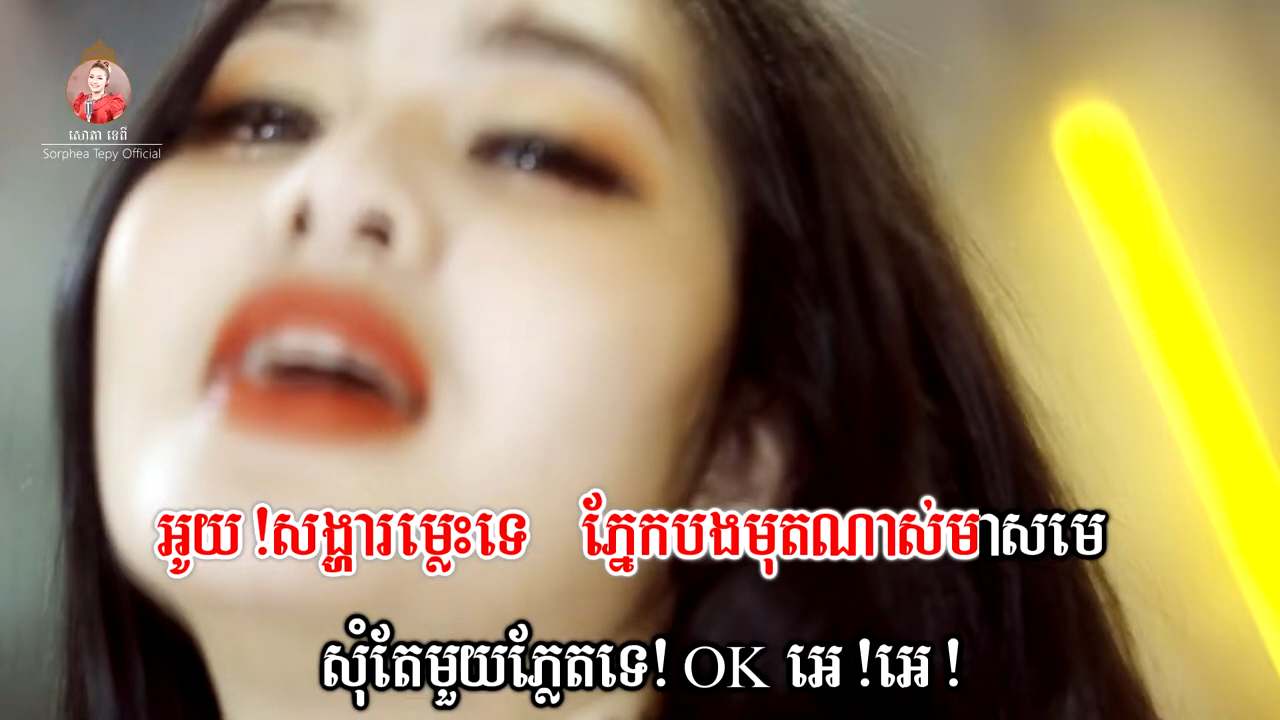 សោភា ទេពី
Sorphea Tepy Official
អូយ !សង្ហារម្លេះទេ ភ្នែកបងមុតណាស់មាសមេ
សុំតែមួយភ្លែតទេ! OK អេ !អេ !